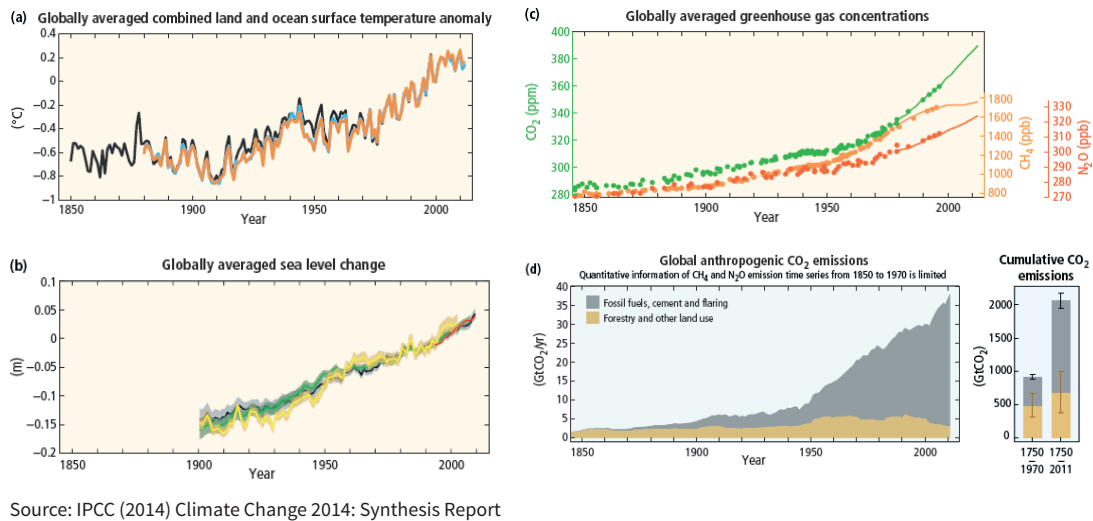 (a) Globally averaged combined land and ocean surface temperature anomaly
0.4
0.2
0
−0.2
−0.4
−0.6
−0.8
−1
(°C)
1850 1900 1950 2000
Year
(b) Globally averaged sea level change
0.1
0.05
0
−0.05
−0.1
−0.15
−0.2
(m)
1850 1900 1950 2000
Year
(c) Globally averaged greenhouse gas concentrations
400
380
360
340
320
300
280
CO2 (ppm)
1800
1600
1400
1200
1000
800
CH4 (ppb)
330
320
310
300
290
280
270
N2O (ppb)
1850 1900 1950 2000
Year
(d) Global anthropogenic CO2 emissions
Quantitative information of CH4 and N2O emission time series from 1850 to 1970 is limited
40
35
30
25
20
15
10
5
0
(GtCO2/yr)
Fossil fuels, cement and flaring
Forestry and other land use
1850 1900 1950 2000
Year
Cumulative CO2
emissions
2000
1500
1000
500
0
(GtCO2)
1750 1750
– –
1970 2011
Source: IPCC (2014) Climate Change 2014: Synthesis Report